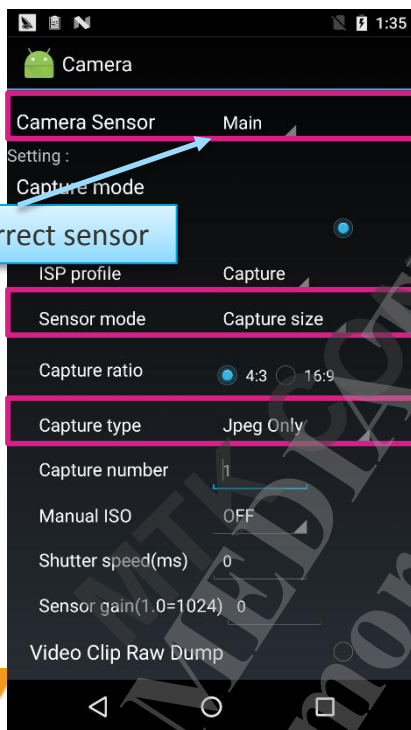 1:35
Camera
Camera Sensor Main
Setting :
Capture mode
rrect sensor
ISP profile Capture
Sensor mode Capture size
Capture ratio 4:3 16:9
Capture type Jpeg Only
Capture number 1
Manual ISO OFF
Shutter speed(ms) 0
Sensor gain(1.0=1024) 0
Video Clip Raw Dump
MTK C
MEDIA